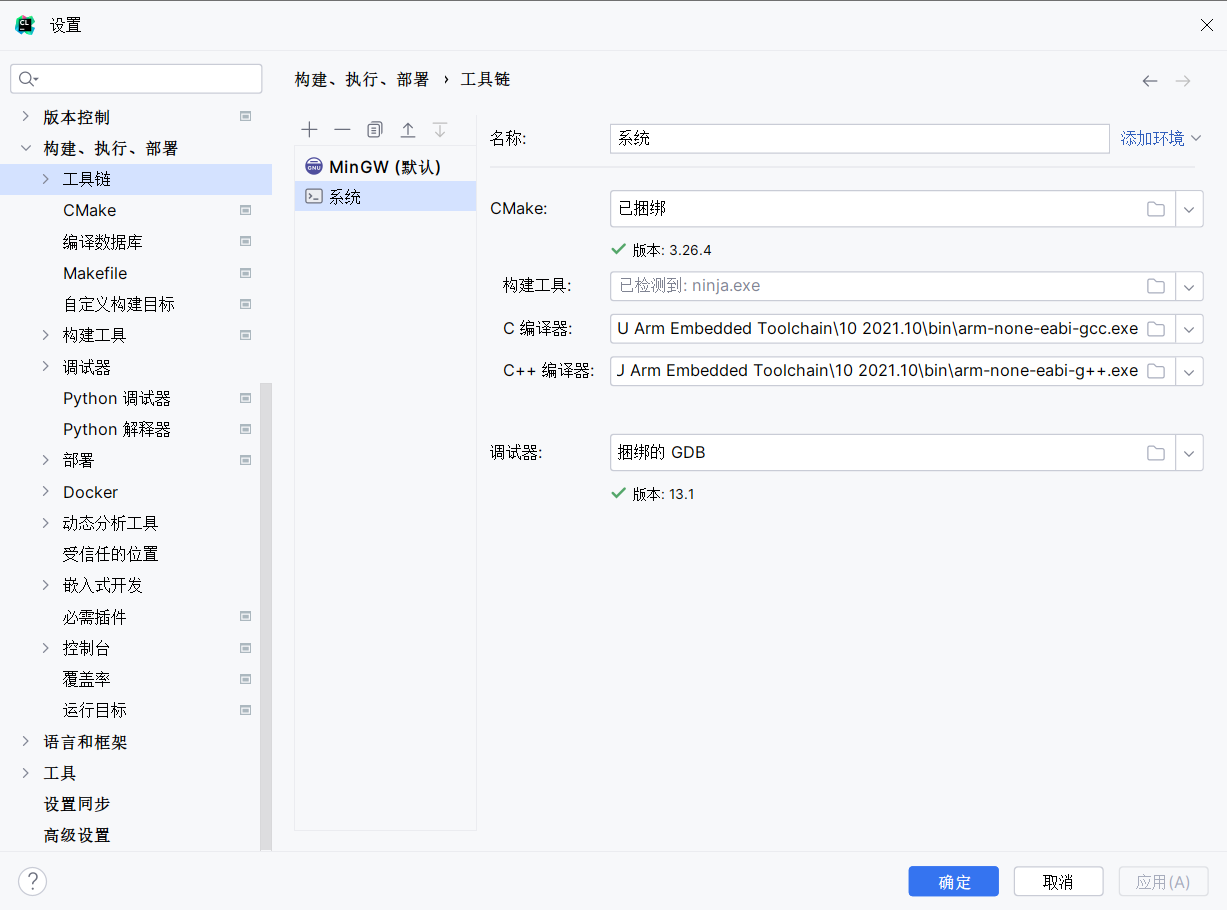 设置
版本控制
构建、执行、部署
工具链
CMake
编译数据库
Makefile
自定义构建目标
构建工具
调试器
Python 调试器
Python 解释器
部署
Docker
动态分析工具
受信任的位置
嵌入式开发
必需插件
控制台
覆盖率
运行目标
语言和框架
工具
设置同步
高级设置
构建、执行、部署 › 工具链
MinGW (默认)
系统
名称: 系统 添加环境
CMake: 已捆绑
版本: 3.26.4
构建工具: 已检测到: ninja.exe
C 编译器: U Arm Embedded Toolchain\10 2021.10\bin\arm-none-eabi-gcc.exe
C++ 编译器: J Arm Embedded Toolchain\10 2021.10\bin\arm-none-eabi-g++.exe
调试器: 捆绑的 GDB
版本: 13.1
?
确定 取消 应用(A)